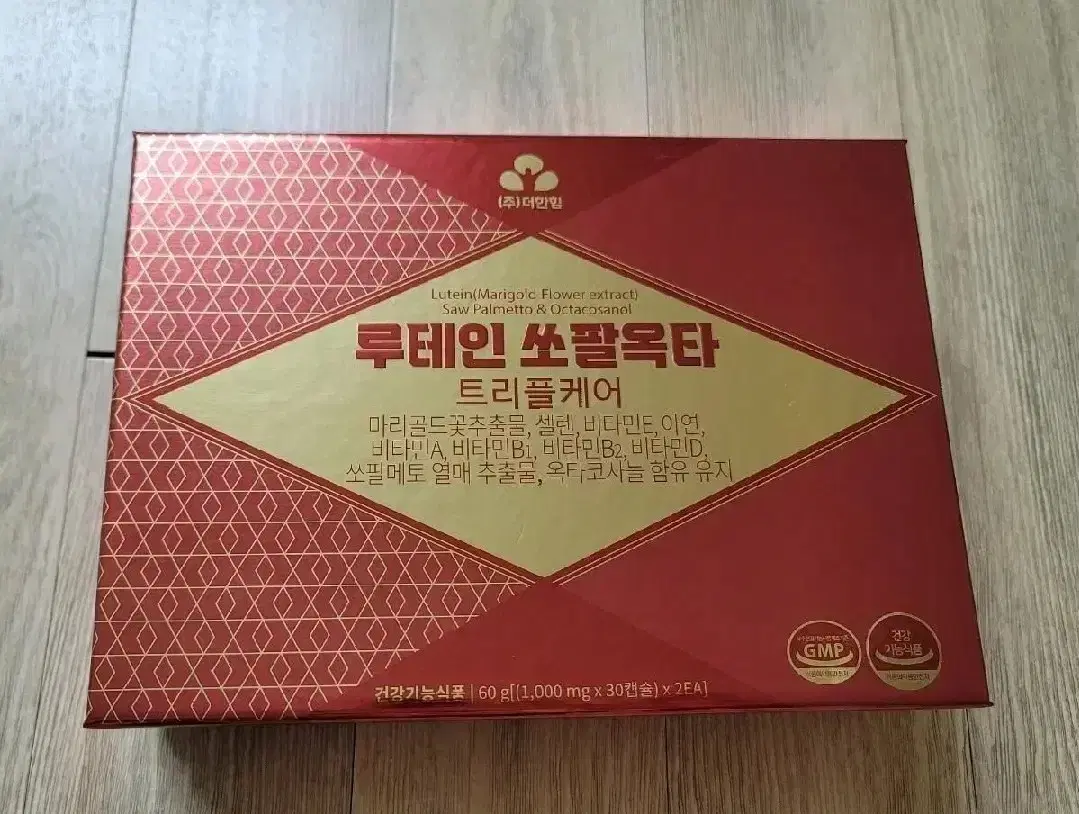 (주)더한힘
Lutein(Marigold Flower extract)
Saw Palmetto & Octacosanol
루테인 쏘팔옥타
트리플케어
마리골드꽃추출물, 셀렌, 비타민E, 아연,
비타민A, 비타민B1, 비타민B2, 비타민D,
쏘팔메토 열매 추출물, 옥타코사놀 함유 유지
GMP
건강
기능식품
건강기능식품 60 g[(1,000 mg x 30캡슐) x 2EA]